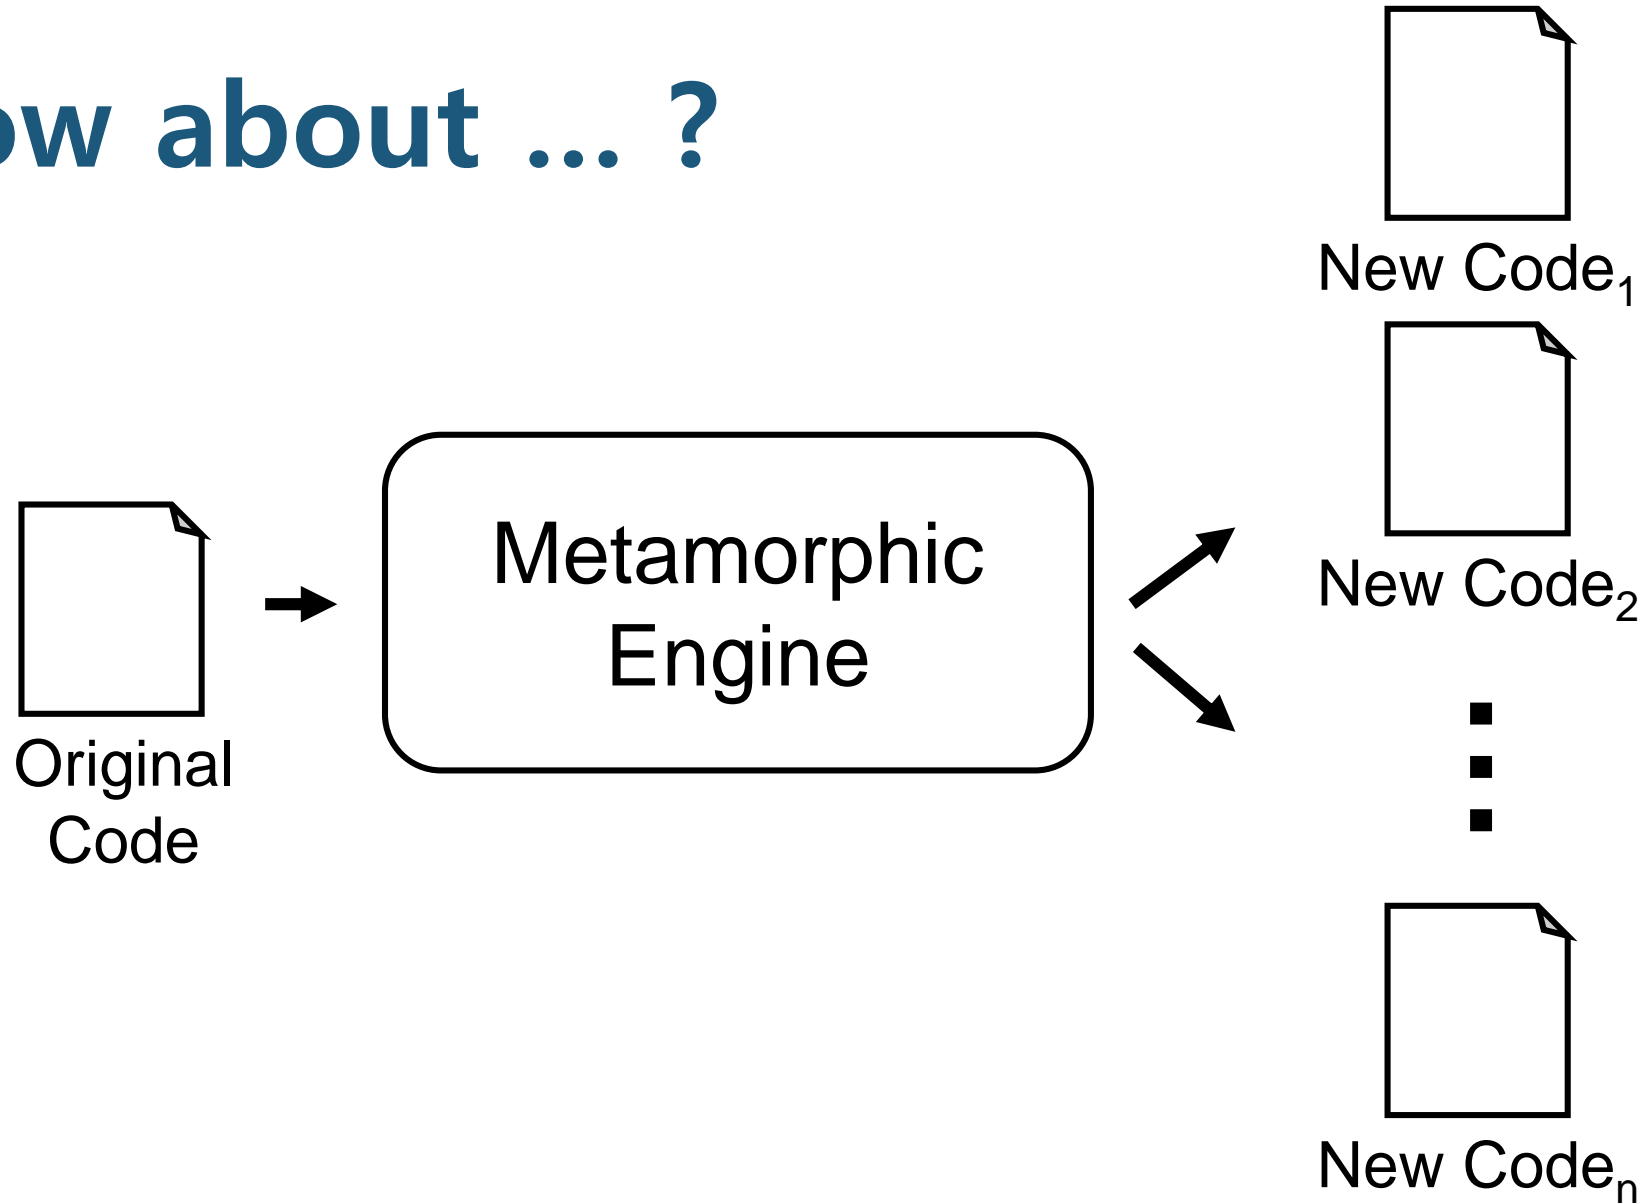 ow about ... ?
New Code₁
New Code₂
Metamorphic
Engine
Original
Code
New Codeₙ